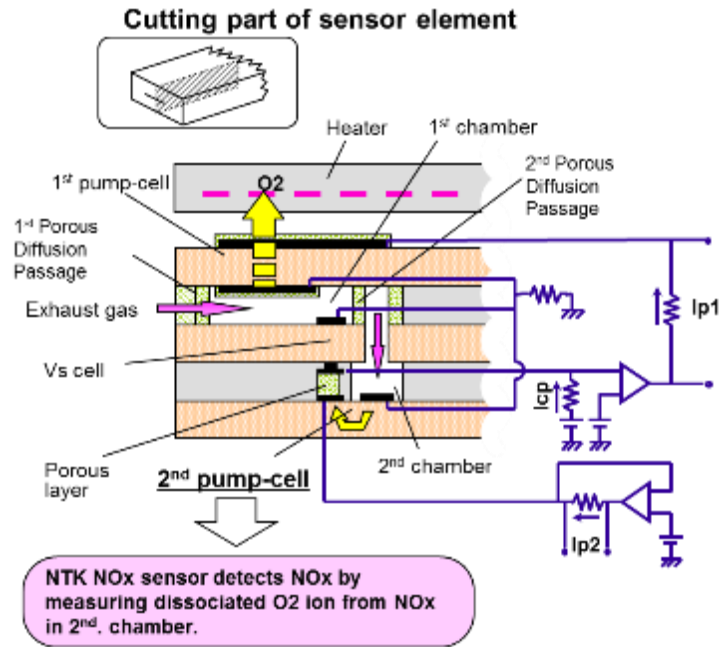 Cutting part of sensor element
Heater
1st chamber
2nd Porous
Diffusion
Passage
1st pump-cell
O2
1st Porous
Diffusion
Passage
Exhaust gas
Ip1
Vs cell
Icp
Porous
layer
2nd pump-cell
2nd chamber
Ip2
NTK NOx sensor detects NOx by
measuring dissociated O2 ion from NOx
in 2nd. chamber.